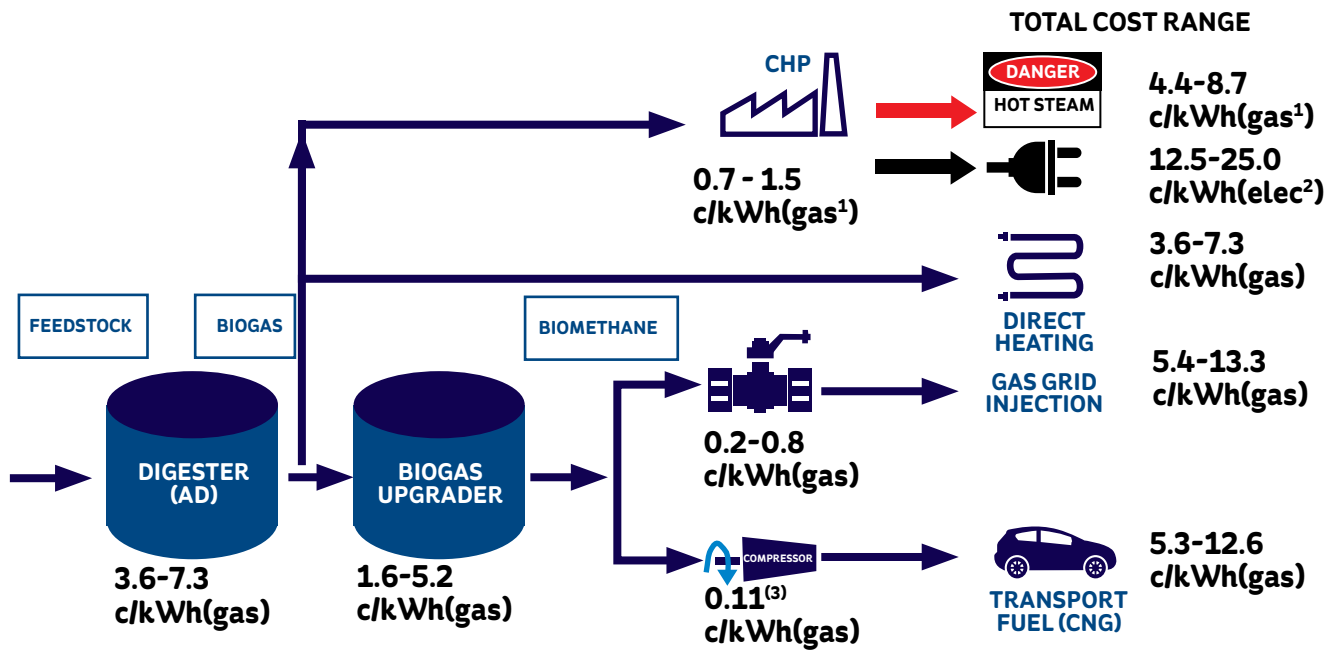 TOTAL COST RANGE
CHP
DANGER
HOT STEAM
4.4-8.7
c/kWh(gas¹)
0.7 - 1.5
c/kWh(gas¹)
12.5-25.0
c/kWh(elec²)
3.6-7.3
c/kWh(gas)
FEEDSTOCK
BIOGAS
BIOMETHANE
DIRECT
HEATING
GAS GRID
INJECTION
5.4-13.3
c/kWh(gas)
0.2-0.8
c/kWh(gas)
DIGESTER
(AD)
BIOGAS
UPGRADER
3.6-7.3
c/kWh(gas)
1.6-5.2
c/kWh(gas)
COMPRESSOR
0.11⁽³⁾
c/kWh(gas)
5.3-12.6
c/kWh(gas)
TRANSPORT
FUEL (CNG)